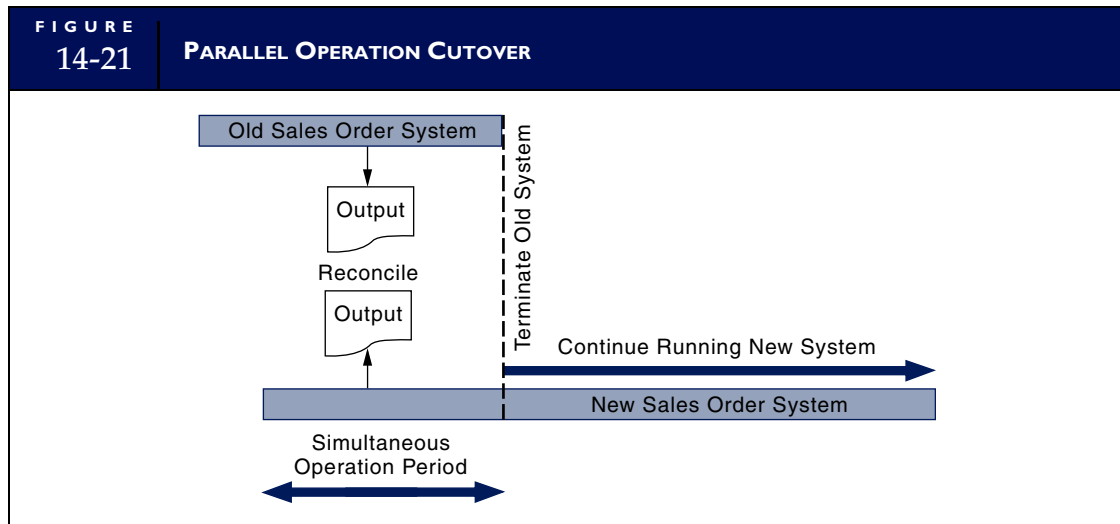 FIGURE
14-21
PARALLEL OPERATION CUTOVER
Old Sales Order System
Output
Reconcile
Output
Terminate Old System
Continue Running New System
New Sales Order System
Simultaneous
Operation Period